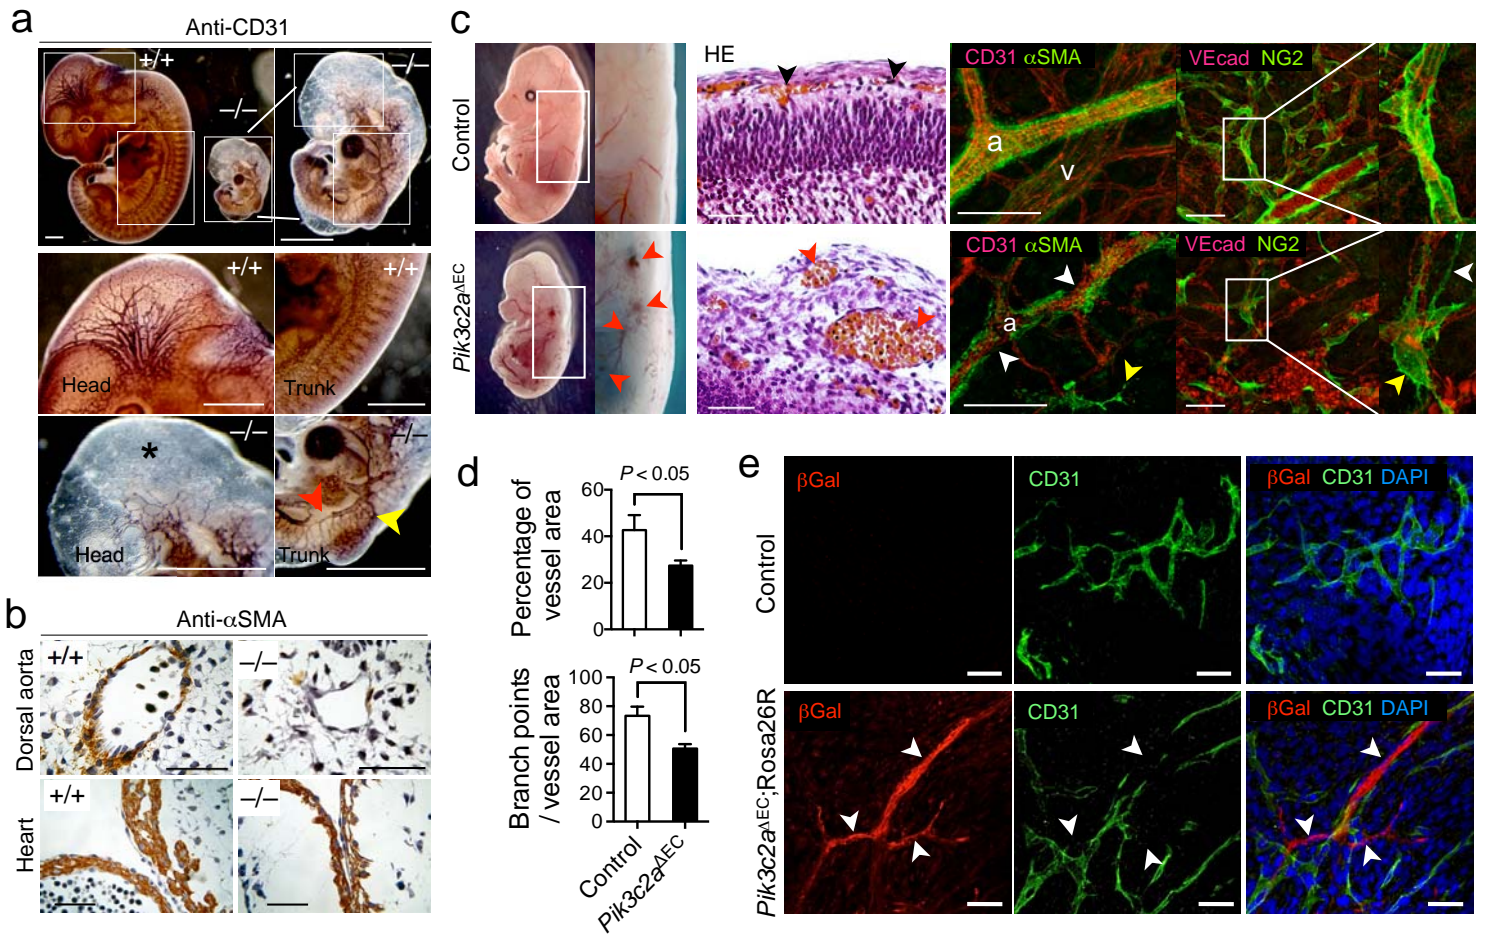 a
Anti-CD31
+/+
–/–
–/–
+/+
Head
+/+
Trunk
*
–/–
Head
–/–
Trunk
b
Anti-αSMA
Dorsal aorta
+/+
–/–
Heart
+/+
–/–
c
Control
HE
CD31 αSMA
a
v
VEcad NG2
Pik3c2aΔEC
CD31 αSMA
a
VEcad NG2
d
Percentage of
vessel area
P < 0.05
60
40
20
0
Branch points
/ vessel area
P < 0.05
100
80
60
40
20
0
Control
Pik3c2aΔEC
e
Control
βGal
CD31
βGal CD31 DAPI
Pik3c2aΔEC;Rosa26R
βGal
CD31
βGal CD31 DAPI